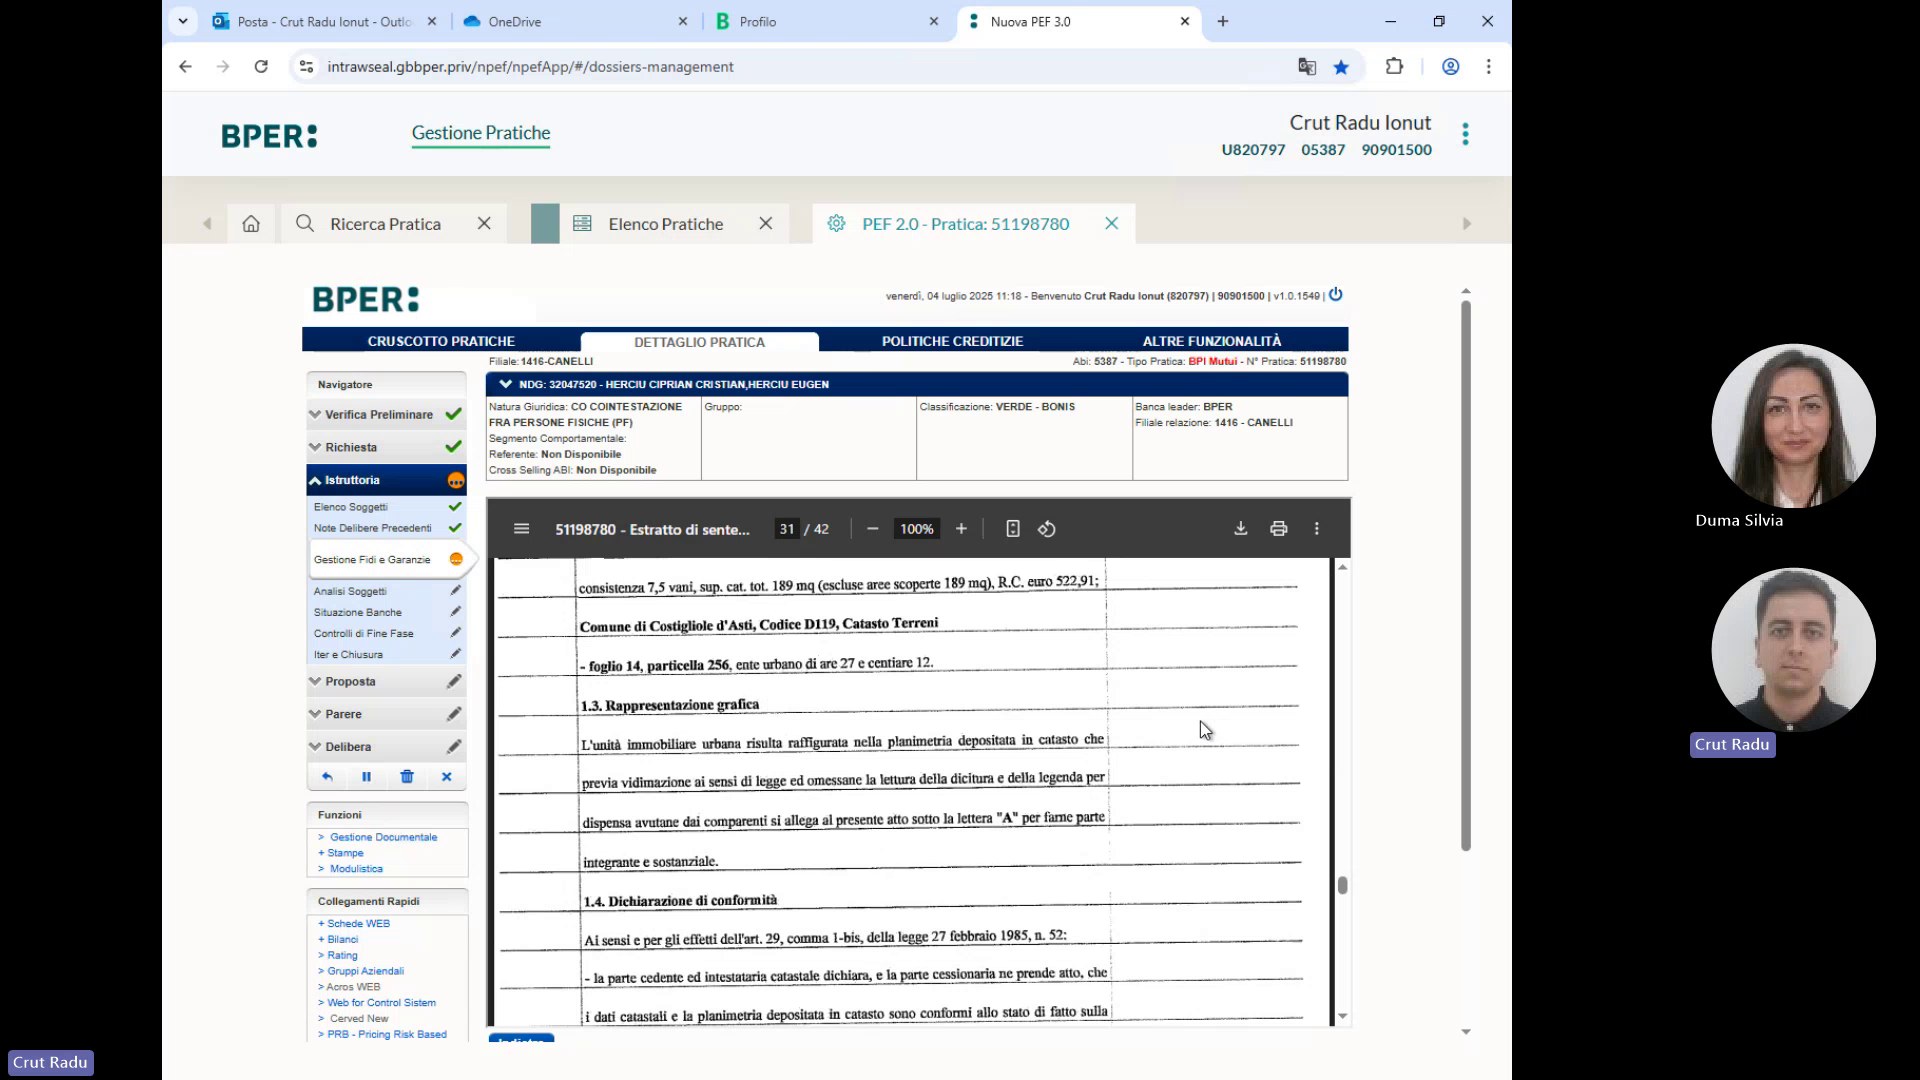 Posta - Crut Radu Ionut - Outlo
OneDrive
Profilo
Nuova PEF 3.0
intrawseal.gbbper.priv/npef/npefApp/#/dossiers-management
BPER:
Gestione Pratiche
Crut Radu Ionut
U820797 05387 90901500
Ricerca Pratica
Elenco Pratiche
PEF 2.0 - Pratica: 51198780
BPER:
venerdì, 04 luglio 2025 11:18 - Benvenuto Crut Radu Ionut (820797) | 90901500 | v1.0.1549 |
CRUSCOTTO PRATICHE
DETTAGLIO PRATICA
POLITICHE CREDITIZIE
ALTRE FUNZIONALITÀ
Filiale: 1416-CANELLI
Abi: 5387 - Tipo Pratica: BPI Mutui - N° Pratica: 51198780
NDG: 32047520 - HERCIU CIPRIAN CRISTIAN,HERCIU EUGEN
Natura Giuridica: CO COINTESTAZIONE
FRA PERSONE FISICHE (PF)
Segmento Comportamentale:
Referente: Non Disponibile
Cross Selling ABI: Non Disponibile
Gruppo:
Classificazione: VERDE - BONIS
Banca leader: BPER
Filiale relazione: 1416 - CANELLI
Navigatore
Verifica Preliminare
Richiesta
Istruttoria
Elenco Soggetti
Note Delibere Precedenti
Gestione Fidi e Garanzie
Analisi Soggetti
Situazione Banche
Controlli di Fine Fase
Iter e Chiusura
Proposta
Parere
Delibera
Funzioni
> Gestione Documentale
+ Stampe
> Modulistica
Collegamenti Rapidi
+ Schede WEB
+ Bilanci
> Rating
> Gruppi Aziendali
> Acros WEB
> Web for Control Sistem
> Cerved New
> PRB - Pricing Risk Based
51198780 - Estratto di sente...
31 / 42
100%
consistenza 7,5 vani, sup. cat. tot. 189 mq (escluse aree scoperte 189 mq), R.C. euro 522,91;
Comune di Costigliole d'Asti, Codice D119, Catasto Terreni
- foglio 14, particella 256, ente urbano di are 27 e centiare 12.
1.3. Rappresentazione grafica
L'unità immobiliare urbana risulta raffigurata nella planimetria depositata in catasto che
previa vidimazione ai sensi di legge ed omessane la lettura della dicitura e della legenda per
dispensa avutane dai comparenti si allega al presente atto sotto la lettera "A" per farne parte
integrante e sostanziale.
1.4. Dichiarazione di conformità
Ai sensi e per gli effetti dell'art. 29, comma 1-bis, della legge 27 febbraio 1985, n. 52:
- la parte cedente ed intestataria catastale dichiara, e la parte cessionaria ne prende atto, che
i dati catastali e la planimetria depositata in catasto sono conformi allo stato di fatto sulla
Indietro
Duma Silvia
Crut Radu
Crut Radu